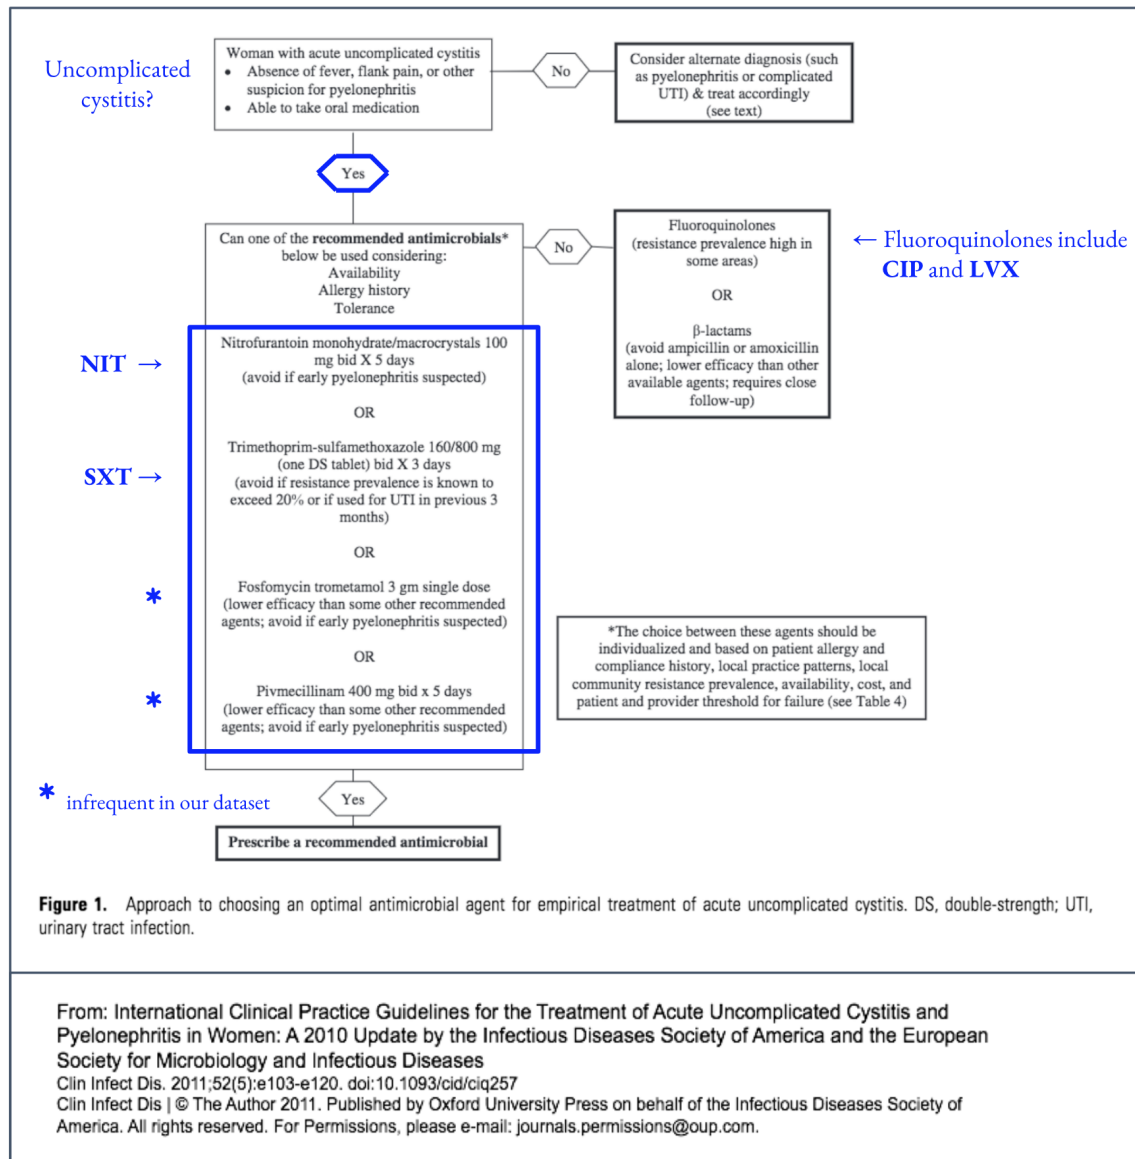 Uncomplicated
cystitis?
Woman with acute uncomplicated cystitis
• Absence of fever, flank pain, or other
suspicion for pyelonephritis
• Able to take oral medication
No
Consider alternate diagnosis (such
as pyelonephritis or complicated
UTI) & treat accordingly
(see text)
Yes
Can one of the recommended antimicrobials*
below be used considering:
Availability
Allergy history
Tolerance
No
Fluoroquinolones
(resistance prevalence high in
some areas)
OR
β-lactams
(avoid ampicillin or amoxicillin
alone; lower efficacy than other
available agents; requires close
follow-up)
← Fluoroquinolones include
CIP and LVX
NIT →
Nitrofurantoin monohydrate/macrocrystals 100
mg bid X 5 days
(avoid if early pyelonephritis suspected)
OR
SXT →
Trimethoprim-sulfamethoxazole 160/800 mg
(one DS tablet) bid X 3 days
(avoid if resistance prevalence is known to
exceed 20% or if used for UTI in previous 3
months)
OR
*
Fosfomycin trometamol 3 gm single dose
(lower efficacy than some other recommended
agents; avoid if early pyelonephritis suspected)
OR
*
Pivmecillinam 400 mg bid x 5 days
(lower efficacy than some other recommended
agents; avoid if early pyelonephritis suspected)
*The choice between these agents should be
individualized and based on patient allergy and
compliance history, local practice patterns, local
community resistance prevalence, availability, cost, and
patient and provider threshold for failure (see Table 4)
* infrequent in our dataset
Yes
Prescribe a recommended antimicrobial
Figure 1. Approach to choosing an optimal antimicrobial agent for empirical treatment of acute uncomplicated cystitis. DS, double-strength; UTI,
urinary tract infection.
From: International Clinical Practice Guidelines for the Treatment of Acute Uncomplicated Cystitis and
Pyelonephritis in Women: A 2010 Update by the Infectious Diseases Society of America and the European
Society for Microbiology and Infectious Diseases
Clin Infect Dis. 2011;52(5):e103-e120. doi:10.1093/cid/ciq257
Clin Infect Dis | © The Author 2011. Published by Oxford University Press on behalf of the Infectious Diseases Society of
America. All rights reserved. For Permissions, please e-mail: journals.permissions@oup.com.